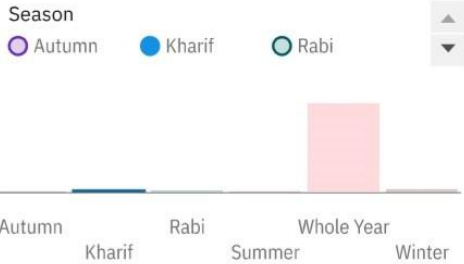 Season
Autumn Kharif Rabi
Autumn Rabi Whole Year
Kharif Summer Winter